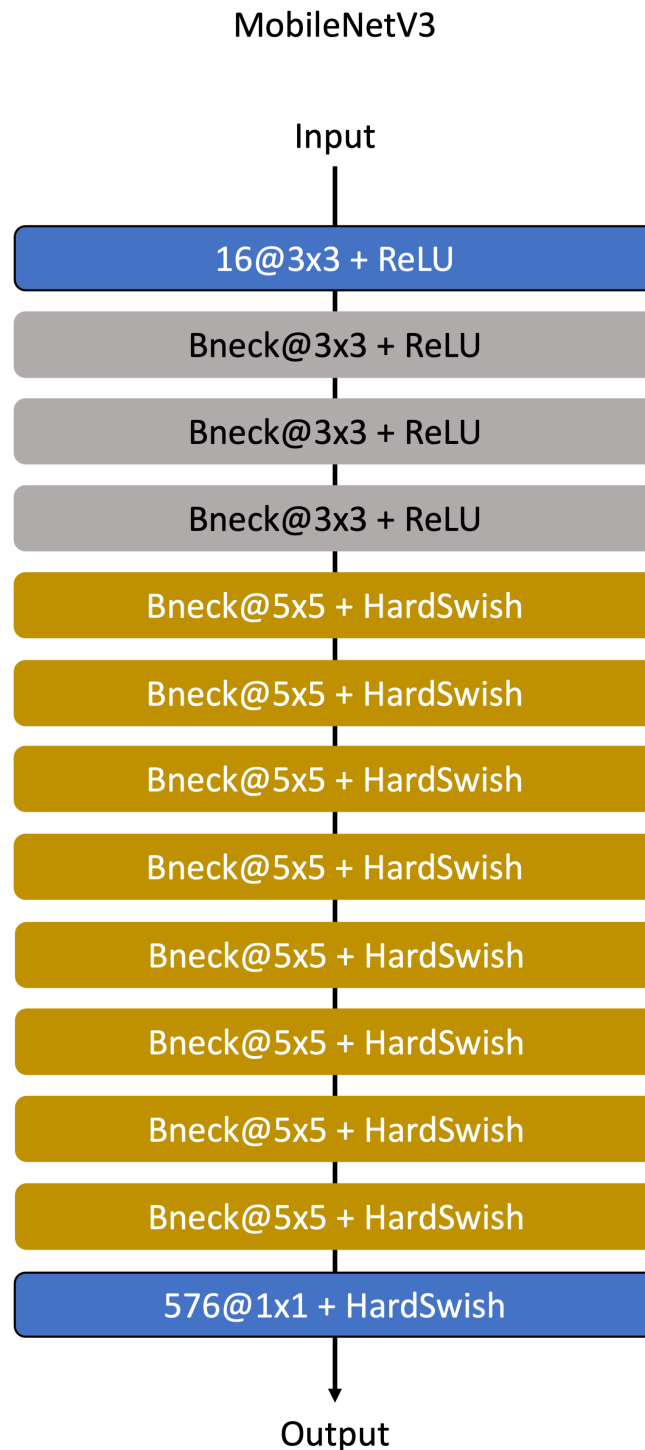 MobileNetV3
Input
16@3x3 + ReLU
Bneck@3x3 + ReLU
Bneck@3x3 + ReLU
Bneck@3x3 + ReLU
Bneck@5x5 + HardSwish
Bneck@5x5 + HardSwish
Bneck@5x5 + HardSwish
Bneck@5x5 + HardSwish
Bneck@5x5 + HardSwish
Bneck@5x5 + HardSwish
Bneck@5x5 + HardSwish
Bneck@5x5 + HardSwish
576@1x1 + HardSwish
Output